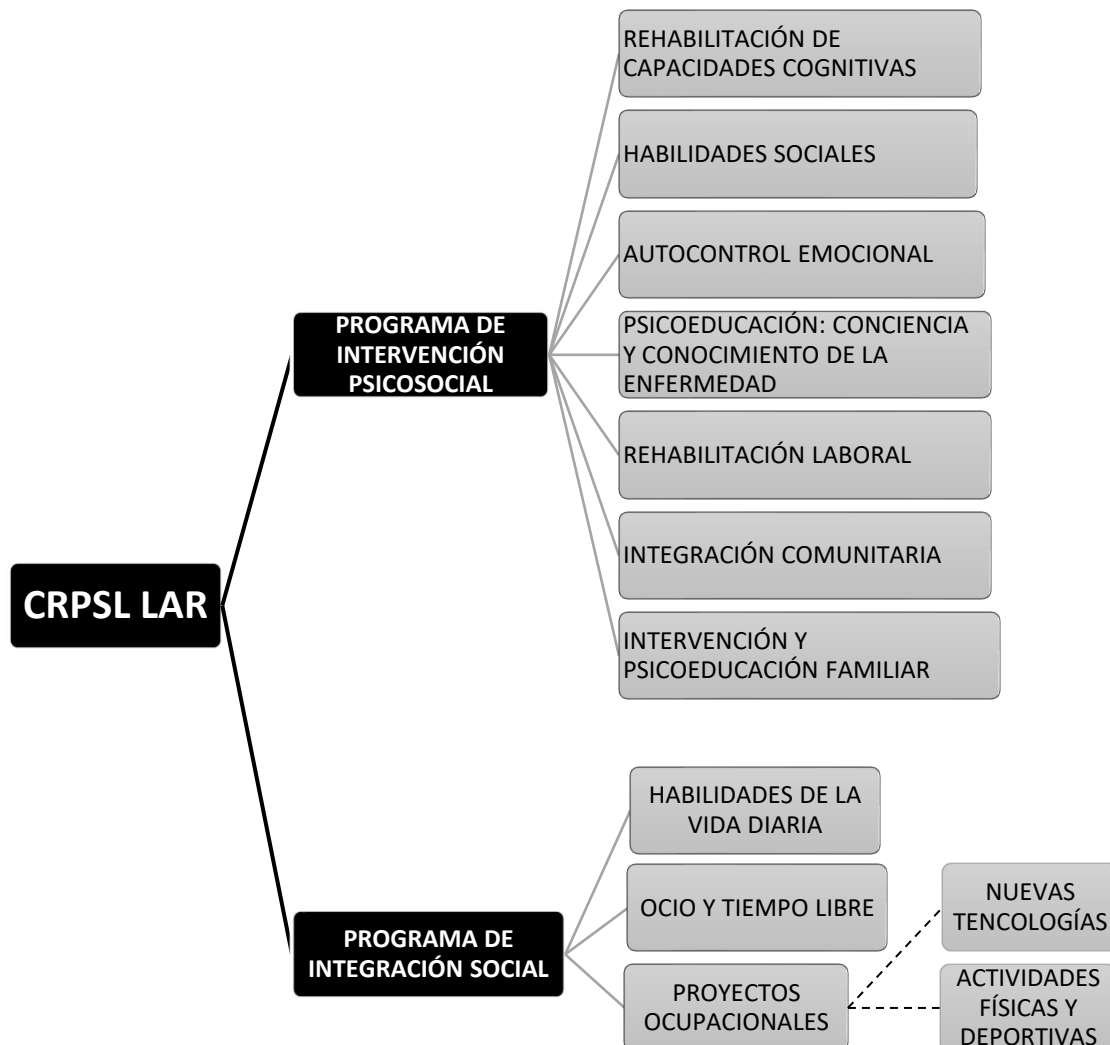 REHABILITACIÓN DE
CAPACIDADES COGNITIVAS
HABILIDADES SOCIALES
AUTOCONTROL EMOCIONAL
PROGRAMA DE
INTERVENCIÓN
PSICOSOCIAL
PSICOEDUCACIÓN: CONCIENCIA
Y CONOCIMIENTO DE LA
ENFERMEDAD
REHABILITACIÓN LABORAL
INTEGRACIÓN COMUNITARIA
CRPSL LAR
INTERVENCIÓN Y
PSICOEDUCACIÓN FAMILIAR
HABILIDADES DE LA
VIDA DIARIA
OCIO Y TIEMPO LIBRE
NUEVAS
TENCOLOGÍAS
PROGRAMA DE
INTEGRACIÓN SOCIAL
PROYECTOS
OCUPACIONALES
ACTIVIDADES
FÍSICAS Y
DEPORTIVAS